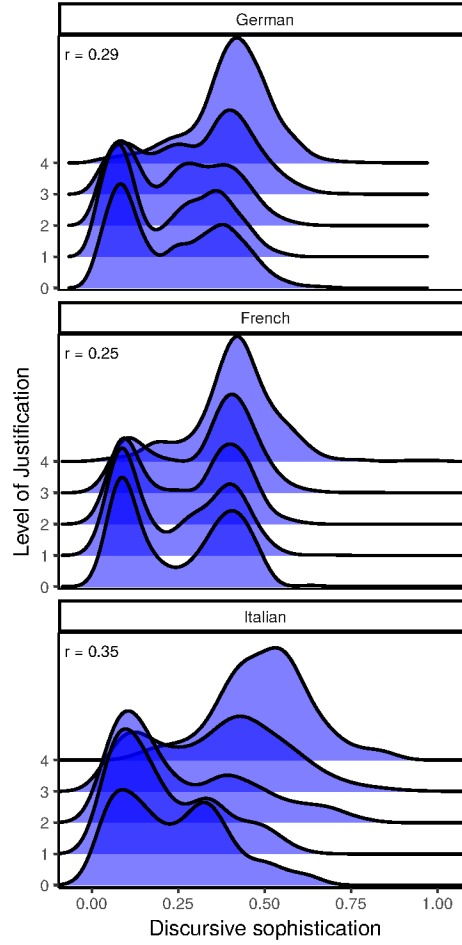 German
r = 0.29
4
3
2
1
0
French
r = 0.25
4
3
2
1
0
Italian
r = 0.35
4
3
2
1
0
Level of Justification
0.00 0.25 0.50 0.75 1.00
Discursive sophistication